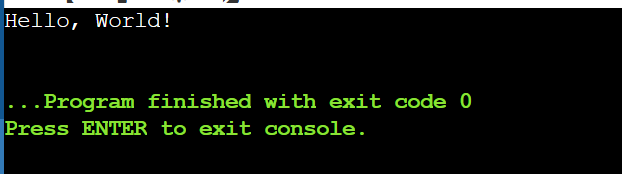 Hello, World!
...Program finished with exit code 0
Press ENTER to exit console.